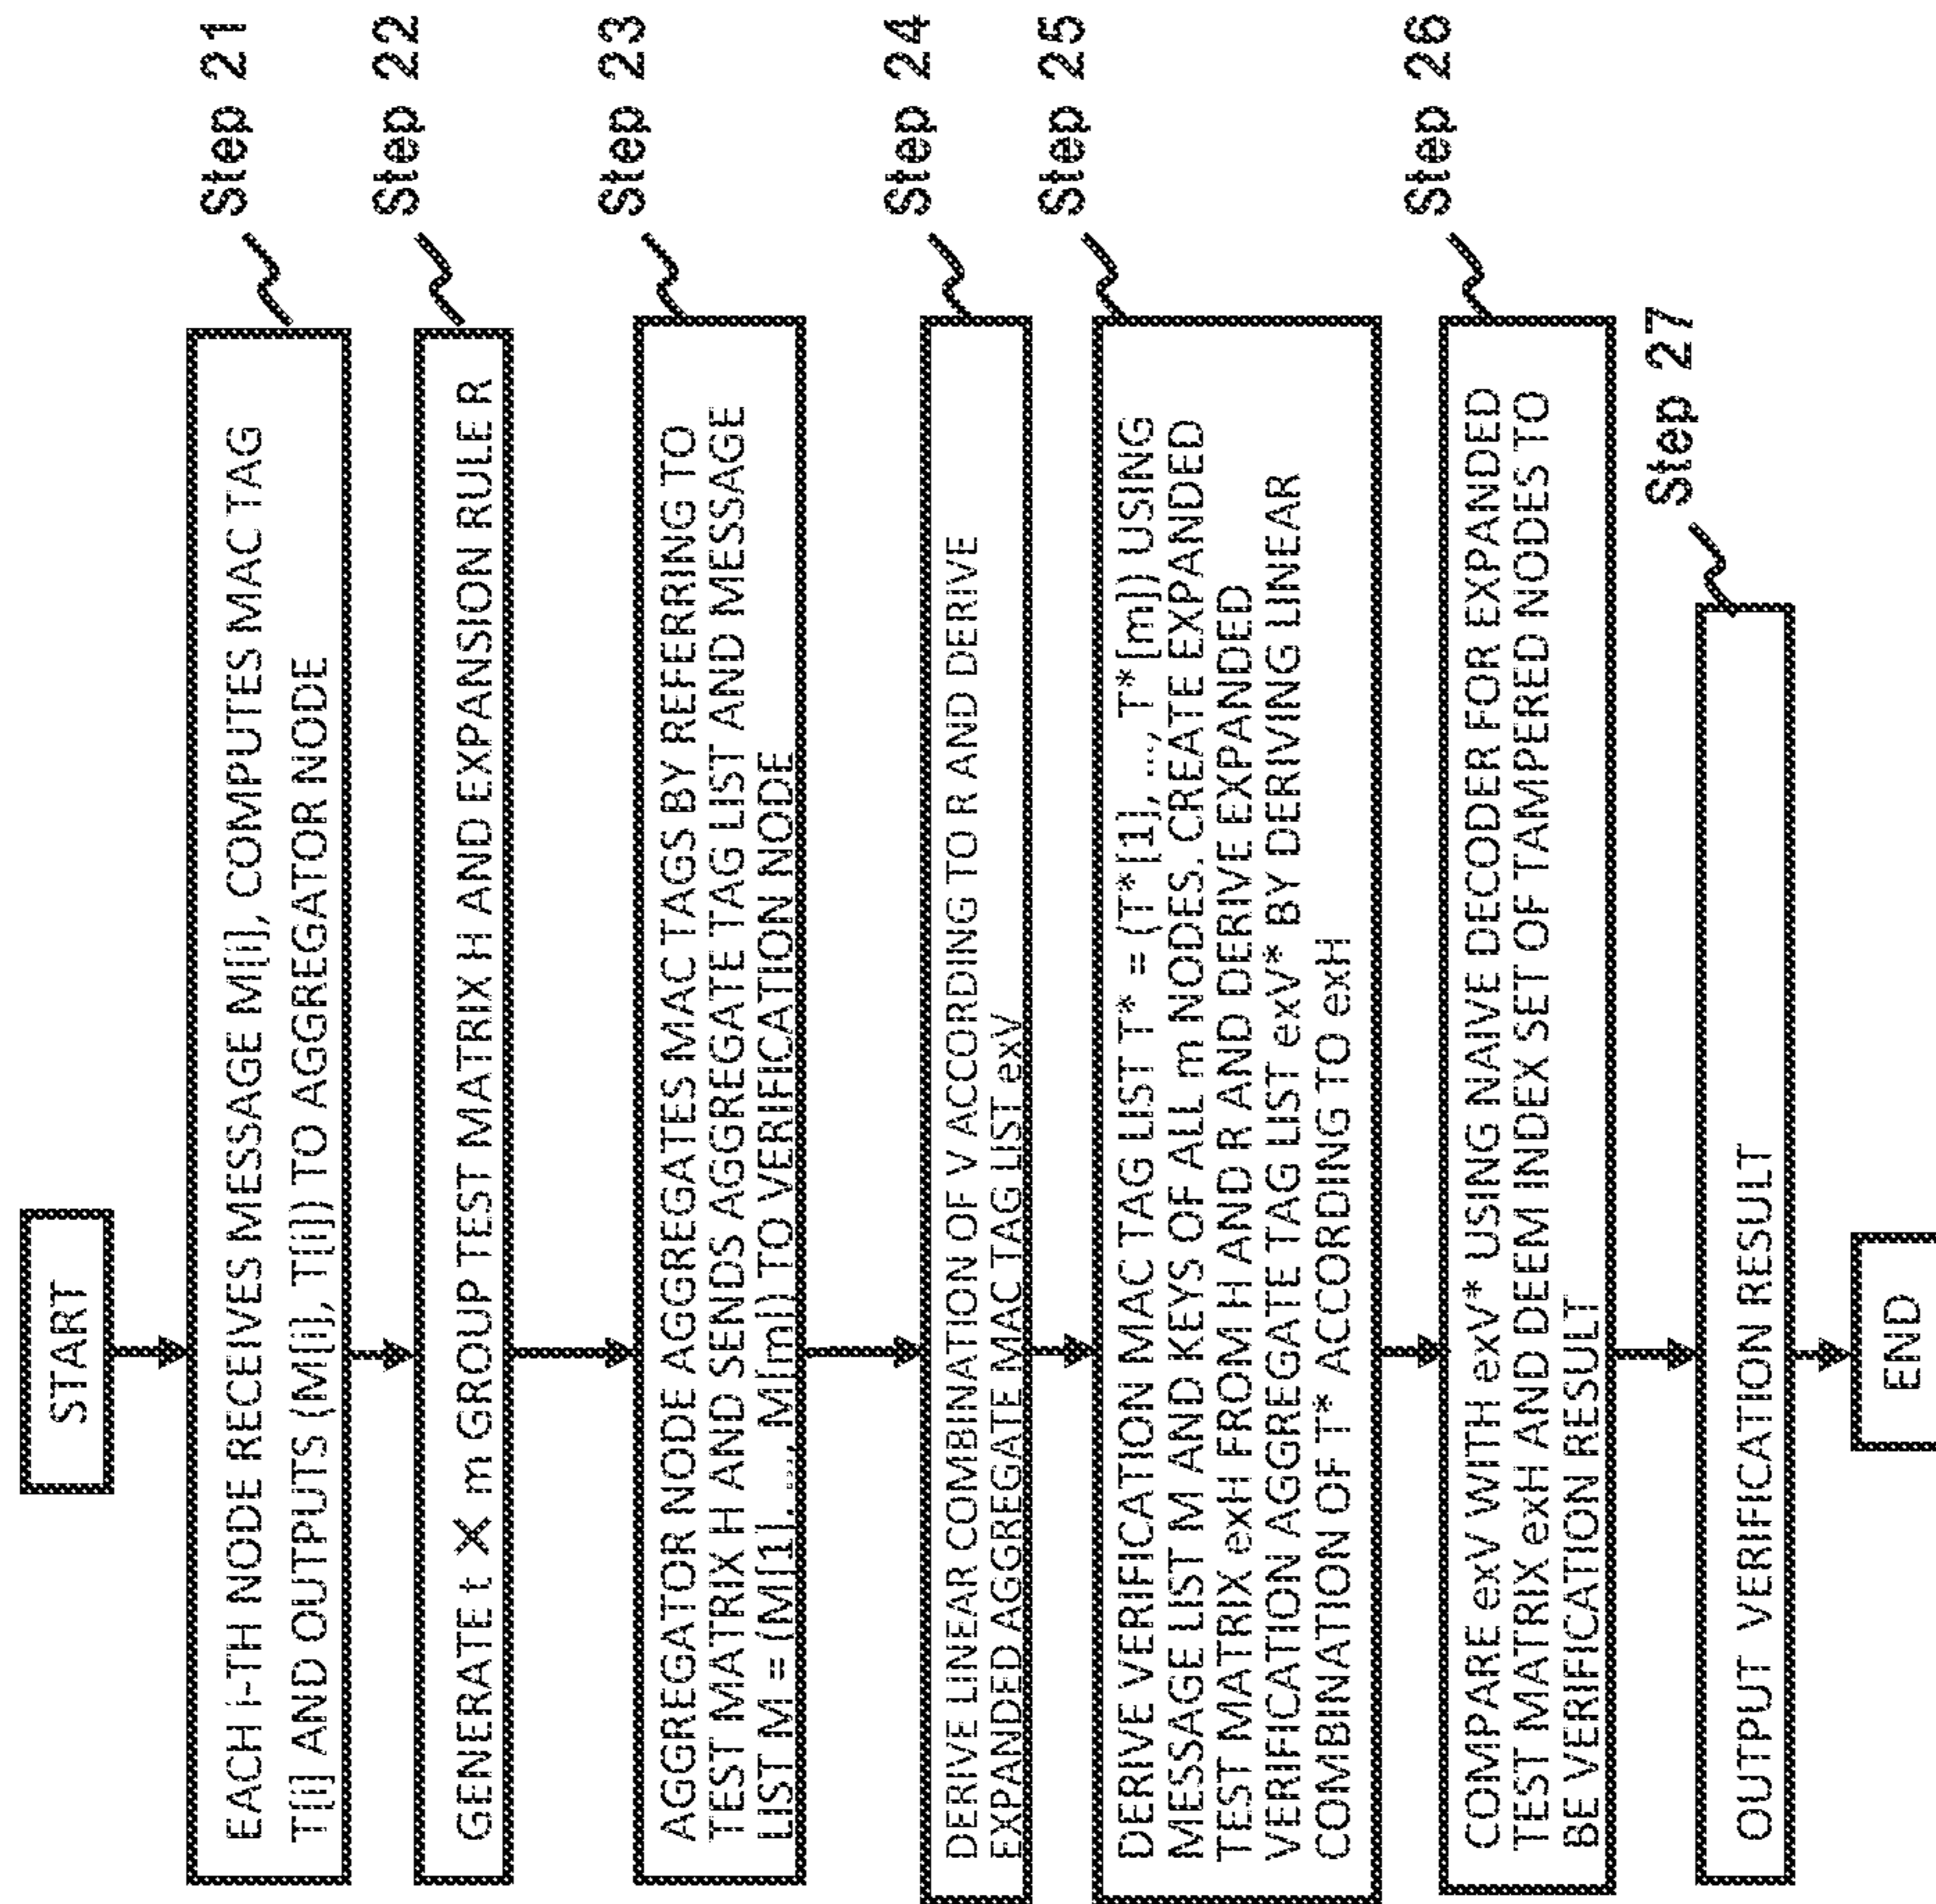 START
EACH i-TH NODE RECEIVES MESSAGE M[i], COMPUTES MAC TAG
T[i] AND OUTPUTS (M[i], T[i]) TO AGGREGATOR NODE
Step 21
GENERATE t × m GROUP TEST MATRIX H AND EXPANSION RULE R
Step 22
AGGREGATOR NODE AGGREGATES MAC TAGS BY REFERRING TO
TEST MATRIX H AND SENDS AGGREGATE TAG LIST AND MESSAGE
LIST M = (M[1], ..., M[m]) TO VERIFICATION NODE
Step 23
DERIVE LINEAR COMBINATION OF V ACCORDING TO R AND DERIVE
EXPANDED AGGREGATE MAC TAG LIST exV
Step 24
DERIVE VERIFICATION MAC TAG LIST T* = (T*[1], ..., T*[m]) USING
MESSAGE LIST M AND KEYS OF ALL m NODES, CREATE EXPANDED
TEST MATRIX exH FROM H AND R AND DERIVE EXPANDED
VERIFICATION AGGREGATE TAG LIST exV* BY DERIVING LINEAR
COMBINATION OF T* ACCORDING TO exH
Step 25
COMPARE exV WITH exV* USING NAIVE DECODER FOR EXPANDED
TEST MATRIX exH AND DEEM INDEX SET OF TAMPERED NODES TO
BE VERIFICATION RESULT
Step 26
OUTPUT VERIFICATION RESULT
Step 27
END